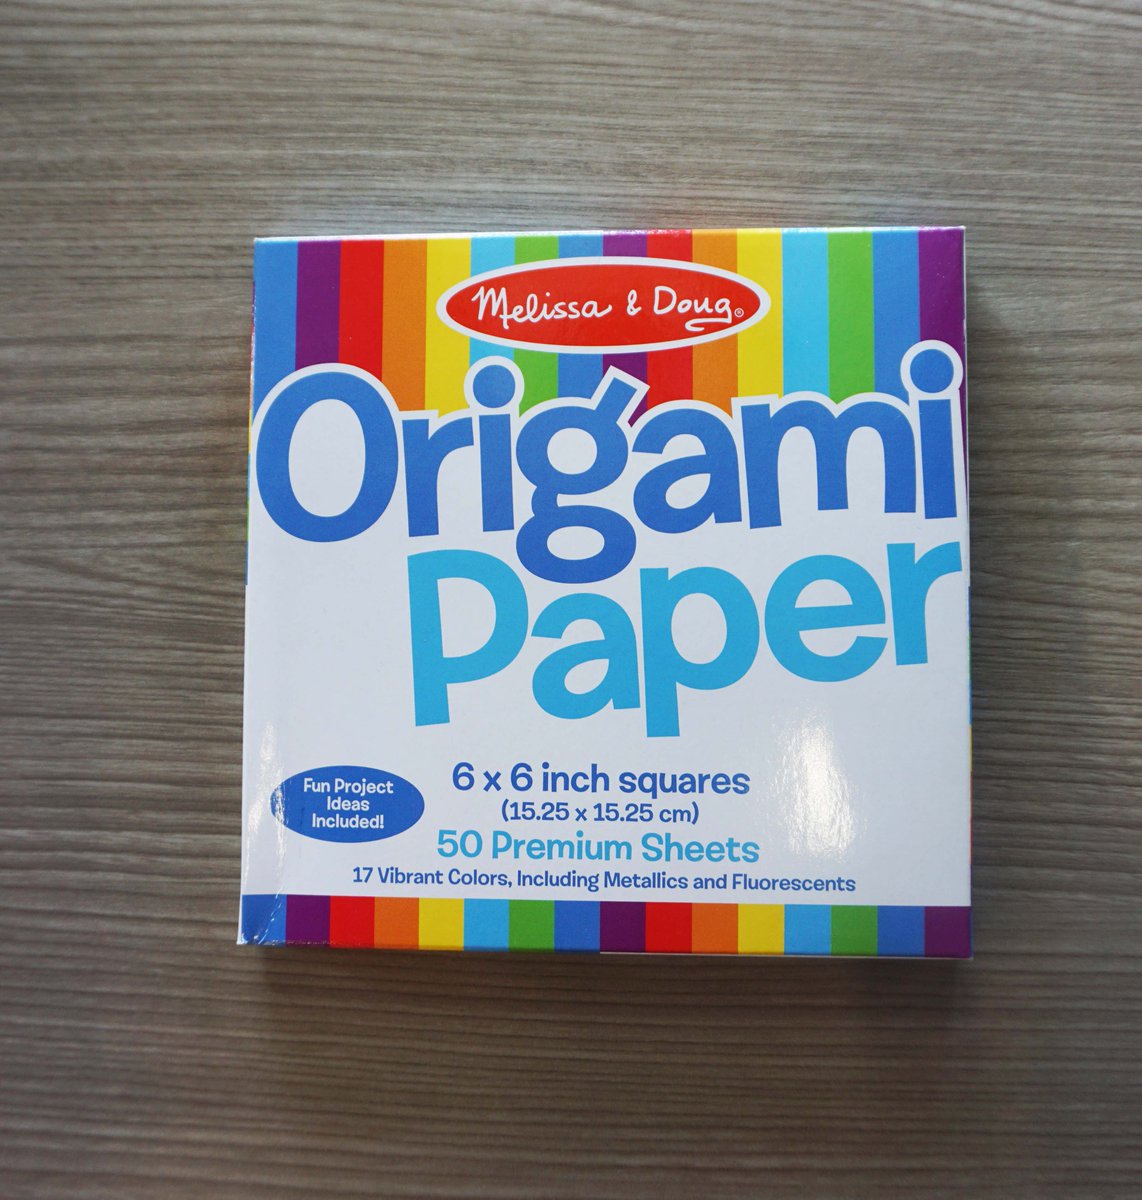 Melissa & Doug®
Origami
Paper
Fun Project
Ideas
Included!
6 x 6 inch squares
(15.25 x 15.25 cm)
50 Premium Sheets
17 Vibrant Colors, Including Metallics and Fluorescents